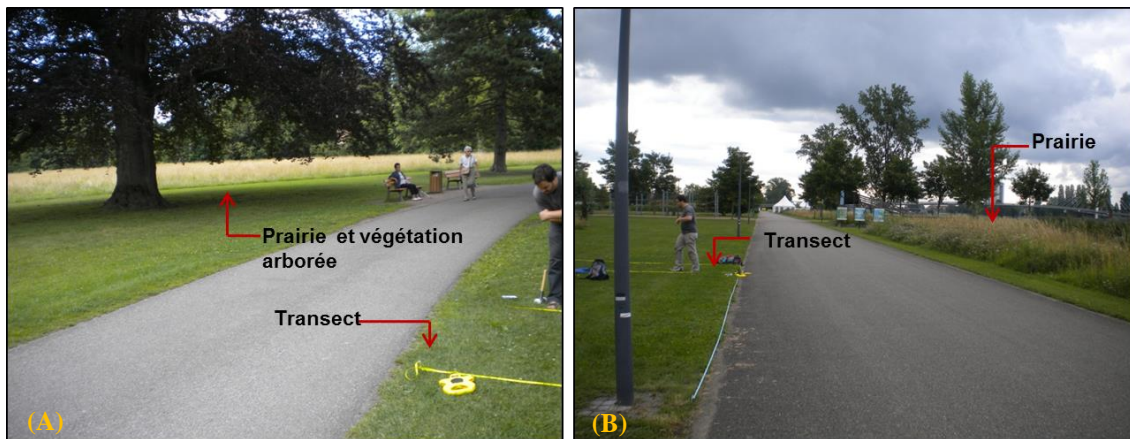 Prairie et végétation
arborée
Transect
(A)
Prairie
Transect
(B)